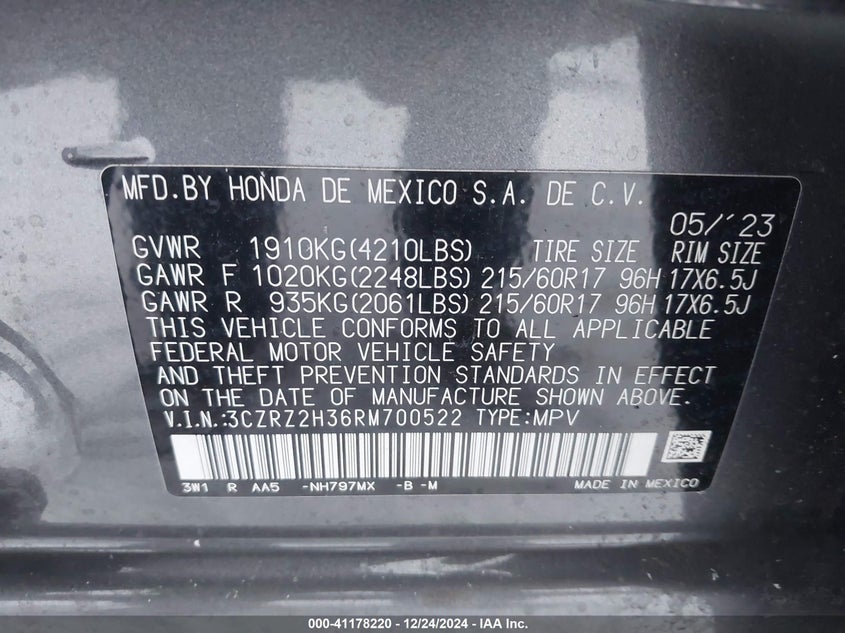 MFD.BY HONDA DE MEXICO S.A. DE C.V.
05/'23
GVWR 1910KG(4210LBS) TIRE SIZE RIM SIZE
GAWR F 1020KG(2248LBS) 215/60R17 96H 17X6.5J
GAWR R 935KG(2061LBS) 215/60R17 96H 17X6.5J
THIS VEHICLE CONFORMS TO ALL APPLICABLE
FEDERAL MOTOR VEHICLE SAFETY
AND THEFT PREVENTION STANDARDS IN EFFECT
ON THE DATE OF MANUFACTURE SHOWN ABOVE.
V.I.N.:3CZRZ2H36RM700522 TYPE:MPV
3W1 R AA5 -NH797MX -B -M MADE IN MEXICO
000-41178220 - 12/24/2024 - IAA Inc.